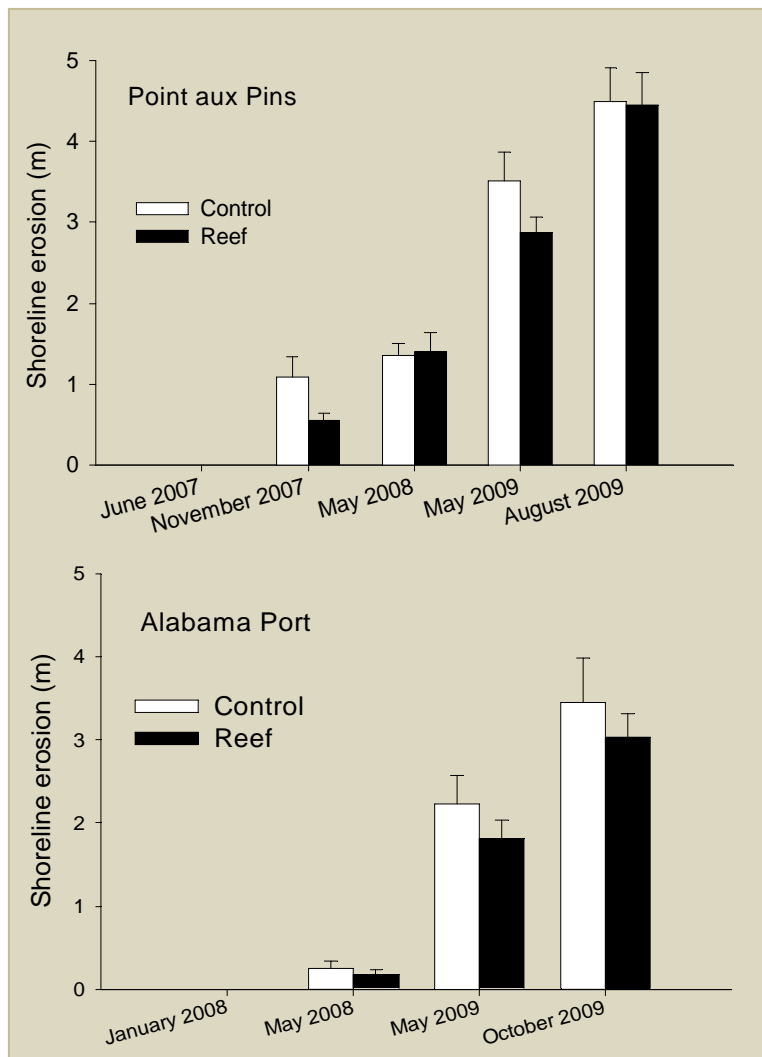 5
Point aux Pins
4
Control
3
Reef
2
1
0
Shoreline erosion (m)
June 2007
November 2007
May 2008
May 2009
August 2009
5
Alabama Port
4
Control
3
Reef
2
1
0
Shoreline erosion (m)
January 2008
May 2008
May 2009
October 2009